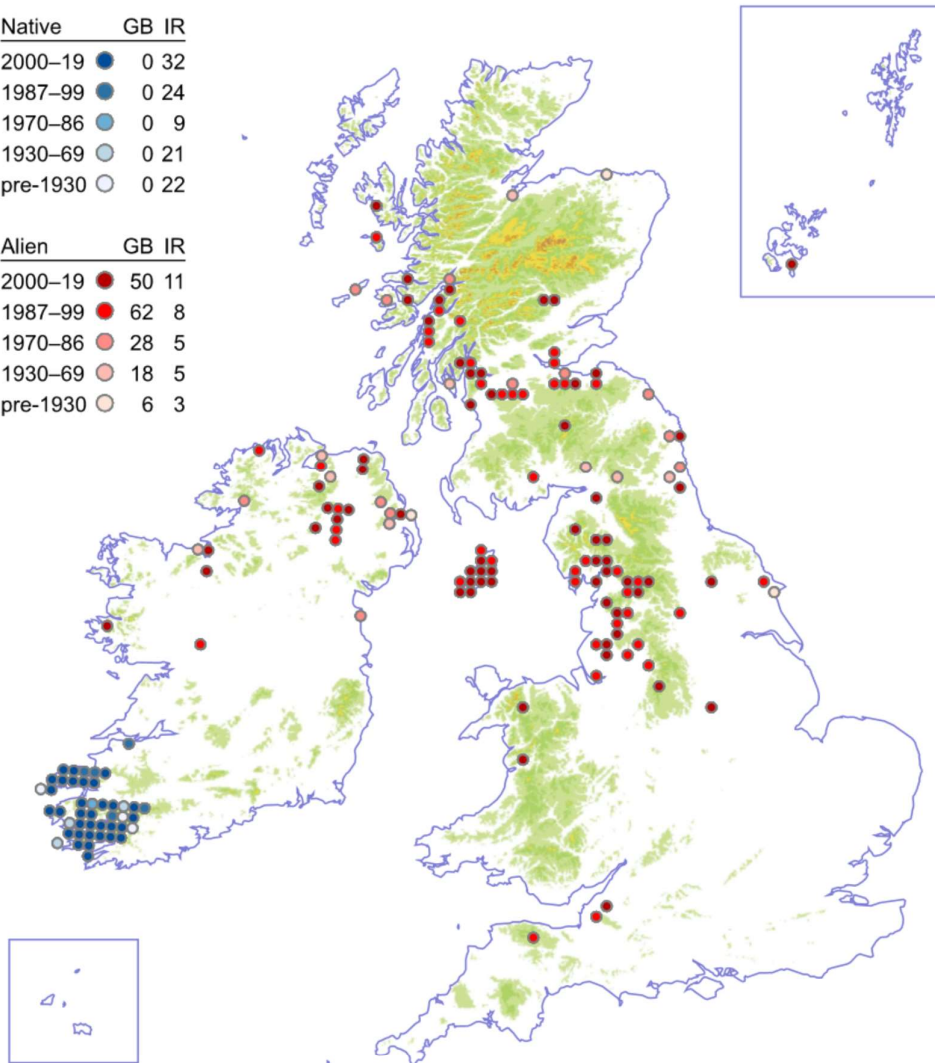 Native GB IR
2000–19 0 32
1987–99 0 24
1970–86 0 9
1930–69 0 21
pre-1930 0 22
Alien GB IR
2000–19 50 11
1987–99 62 8
1970–86 28 5
1930–69 18 5
pre-1930 6 3